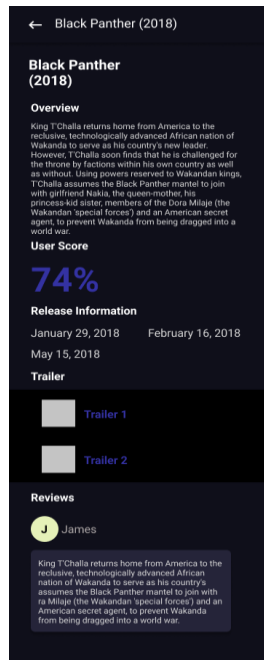 ← Black Panther (2018)
Black Panther
(2018)
Overview
King T'Challa returns home from America to the
reclusive, technologically advanced African nation of
Wakanda to serve as his country's new leader.
However, T'Challa soon finds that he is challenged for
the throne by factions within his own country as well
as without. Using powers reserved to Wakandan kings,
T'Challa assumes the Black Panther mantel to join
with girlfriend Nakia, the queen-mother, his
princess-kid sister, members of the Dora Milaje (the
Wakandan 'special forces') and an American secret
agent, to prevent Wakanda from being dragged into a
world war.
User Score
74%
Release Information
January 29, 2018 February 16, 2018
May 15, 2018
Trailer
Trailer 1
Trailer 2
Reviews
J James
King T'Challa returns home from America to the
reclusive, technologically advanced African
nation of Wakanda to serve as his country's
assumes the Black Panther mantel to join with
ra Milaje (the Wakandan 'special forces') and an
American secret agent, to prevent Wakanda
from being dragged into a world war.